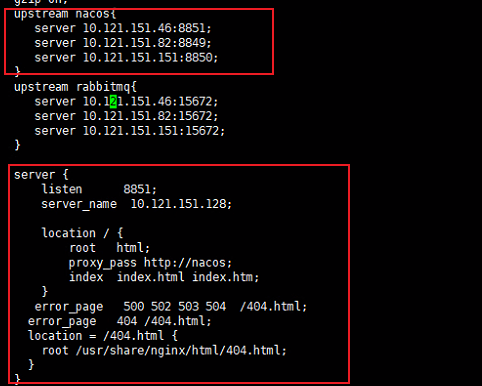 gzip on;
upstream nacos{
server 10.121.151.46:8851;
server 10.121.151.82:8849;
server 10.121.151.151:8850;
}
upstream rabbitmq{
server 10.121.151.46:15672;
server 10.121.151.82:15672;
server 10.121.151.151:15672;
}
server {
listen 8851;
server_name 10.121.151.128;
location / {
root html;
proxy_pass http://nacos;
index index.html index.htm;
}
error_page 500 502 503 504 /404.html;
error_page 404 /404.html;
location = /404.html {
root /usr/share/nginx/html/404.html;
}
}